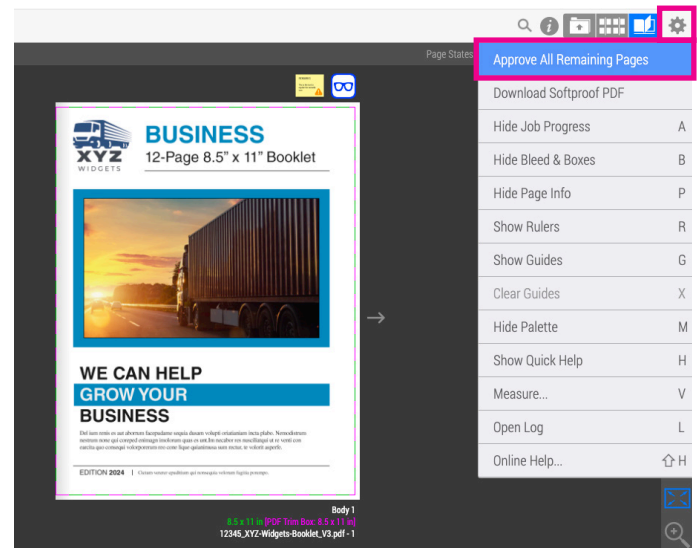 Page States
Approve All Remaining Pages
Download Softproof PDF
Hide Job Progress A
Hide Bleed & Boxes B
Hide Page Info P
Show Rulers R
Show Guides G
Clear Guides X
Hide Palette M
Show Quick Help H
Measure... V
Open Log L
Online Help... ⇧ H
XYZ
WIDGETS
BUSINESS
12-Page 8.5" x 11" Booklet
WE CAN HELP
GROW YOUR
BUSINESS
EDITION 2024 |
Body 1
8.5 x 11 in [PDF Trim Box: 8.5 x 11 in]
12345_XYZ-Widgets-Booklet_V3.pdf - 1